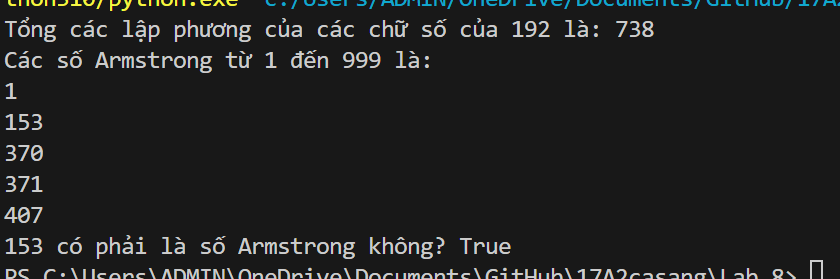 thon310/python.exe" c:/Users/ADMIN/OneDrive/Documents/GitHub/17A2
Tổng các lập phương của các chữ số của 192 là: 738
Các số Armstrong từ 1 đến 999 là:
1
153
370
371
407
153 có phải là số Armstrong không? True
PS C:\Users\ADMIN\OneDrive\Documents\GitHub\17A2casang\Lab 8>